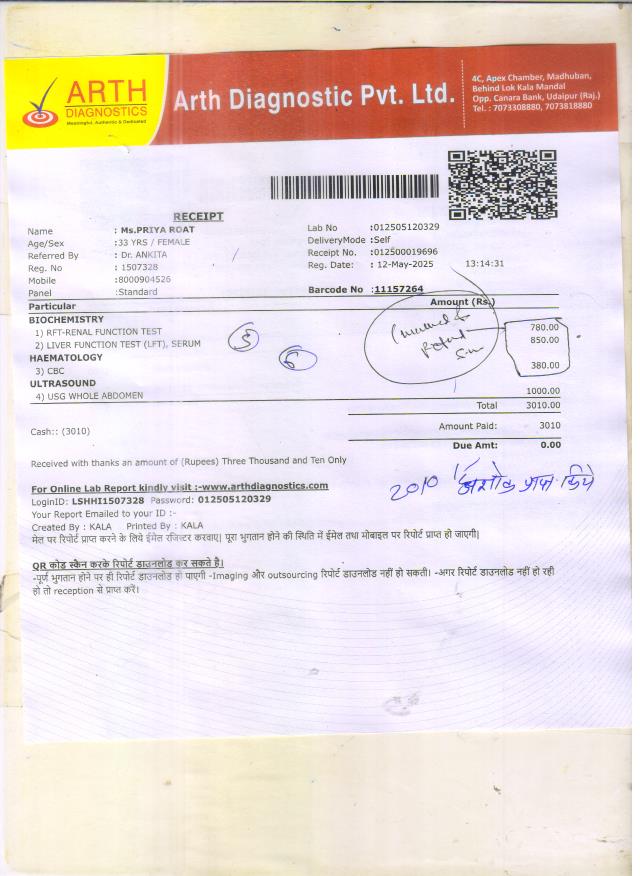 ARTH
DIAGNOSTICS
Meaningful, Authentic & Dedicated
Arth Diagnostic Pvt. Ltd.
4C, Apex Chamber, Madhuban,
Behind Lok Kala Mandal
Opp. Canara Bank, Udaipur (Raj.)
Tel. : 7073308880, 7073818880
RECEIPT
Name : Ms.PRIYA ROAT
Age/Sex :33 YRS / FEMALE
Referred By : Dr. ANKITA
Reg. No : 1507328
Mobile :8000904526
Panel :Standard
Lab No :012505120329
DeliveryMode :Self
Receipt No. :012500019696
Reg. Date: : 12-May-2025 13:14:31
Barcode No :11157264
Particular Amount (Rs.)
BIOCHEMISTRY
1) RFT-RENAL FUNCTION TEST 780.00
2) LIVER FUNCTION TEST (LFT), SERUM 850.00
HAEMATOLOGY
3) CBC 380.00
ULTRASOUND
4) USG WHOLE ABDOMEN 1000.00
Total 3010.00
Cash:: (3010) Amount Paid: 3010
Due Amt: 0.00
Received with thanks an amount of (Rupees) Three Thousand and Ten Only
2010 प्राप्त किये
For Online Lab Report kindly visit :-www.arthdiagnostics.com
LoginID: LSHHI1507328 Password: 012505120329
Your Report Emailed to your ID :-
Created By : KALA Printed By : KALA
मेल पर रिपोर्ट प्राप्त करने के लिये ईमेल रजिस्टर करवाए| पूरा भुगतान होने की स्थिति में ईमेल तथा मोबाइल पर रिपोर्ट प्राप्त हो जाएगी|
QR कोड स्कैन करके रिपोर्ट डाउनलोड कर सकते है|
-पूर्ण भुगतान होने पर ही रिपोर्ट डाउनलोड हो पाएगी -Imaging और outsourcing रिपोर्ट डाउनलोड नहीं हो सकती। -अगर रिपोर्ट डाउनलोड नहीं हो रही
हो तो reception से प्राप्त करें।